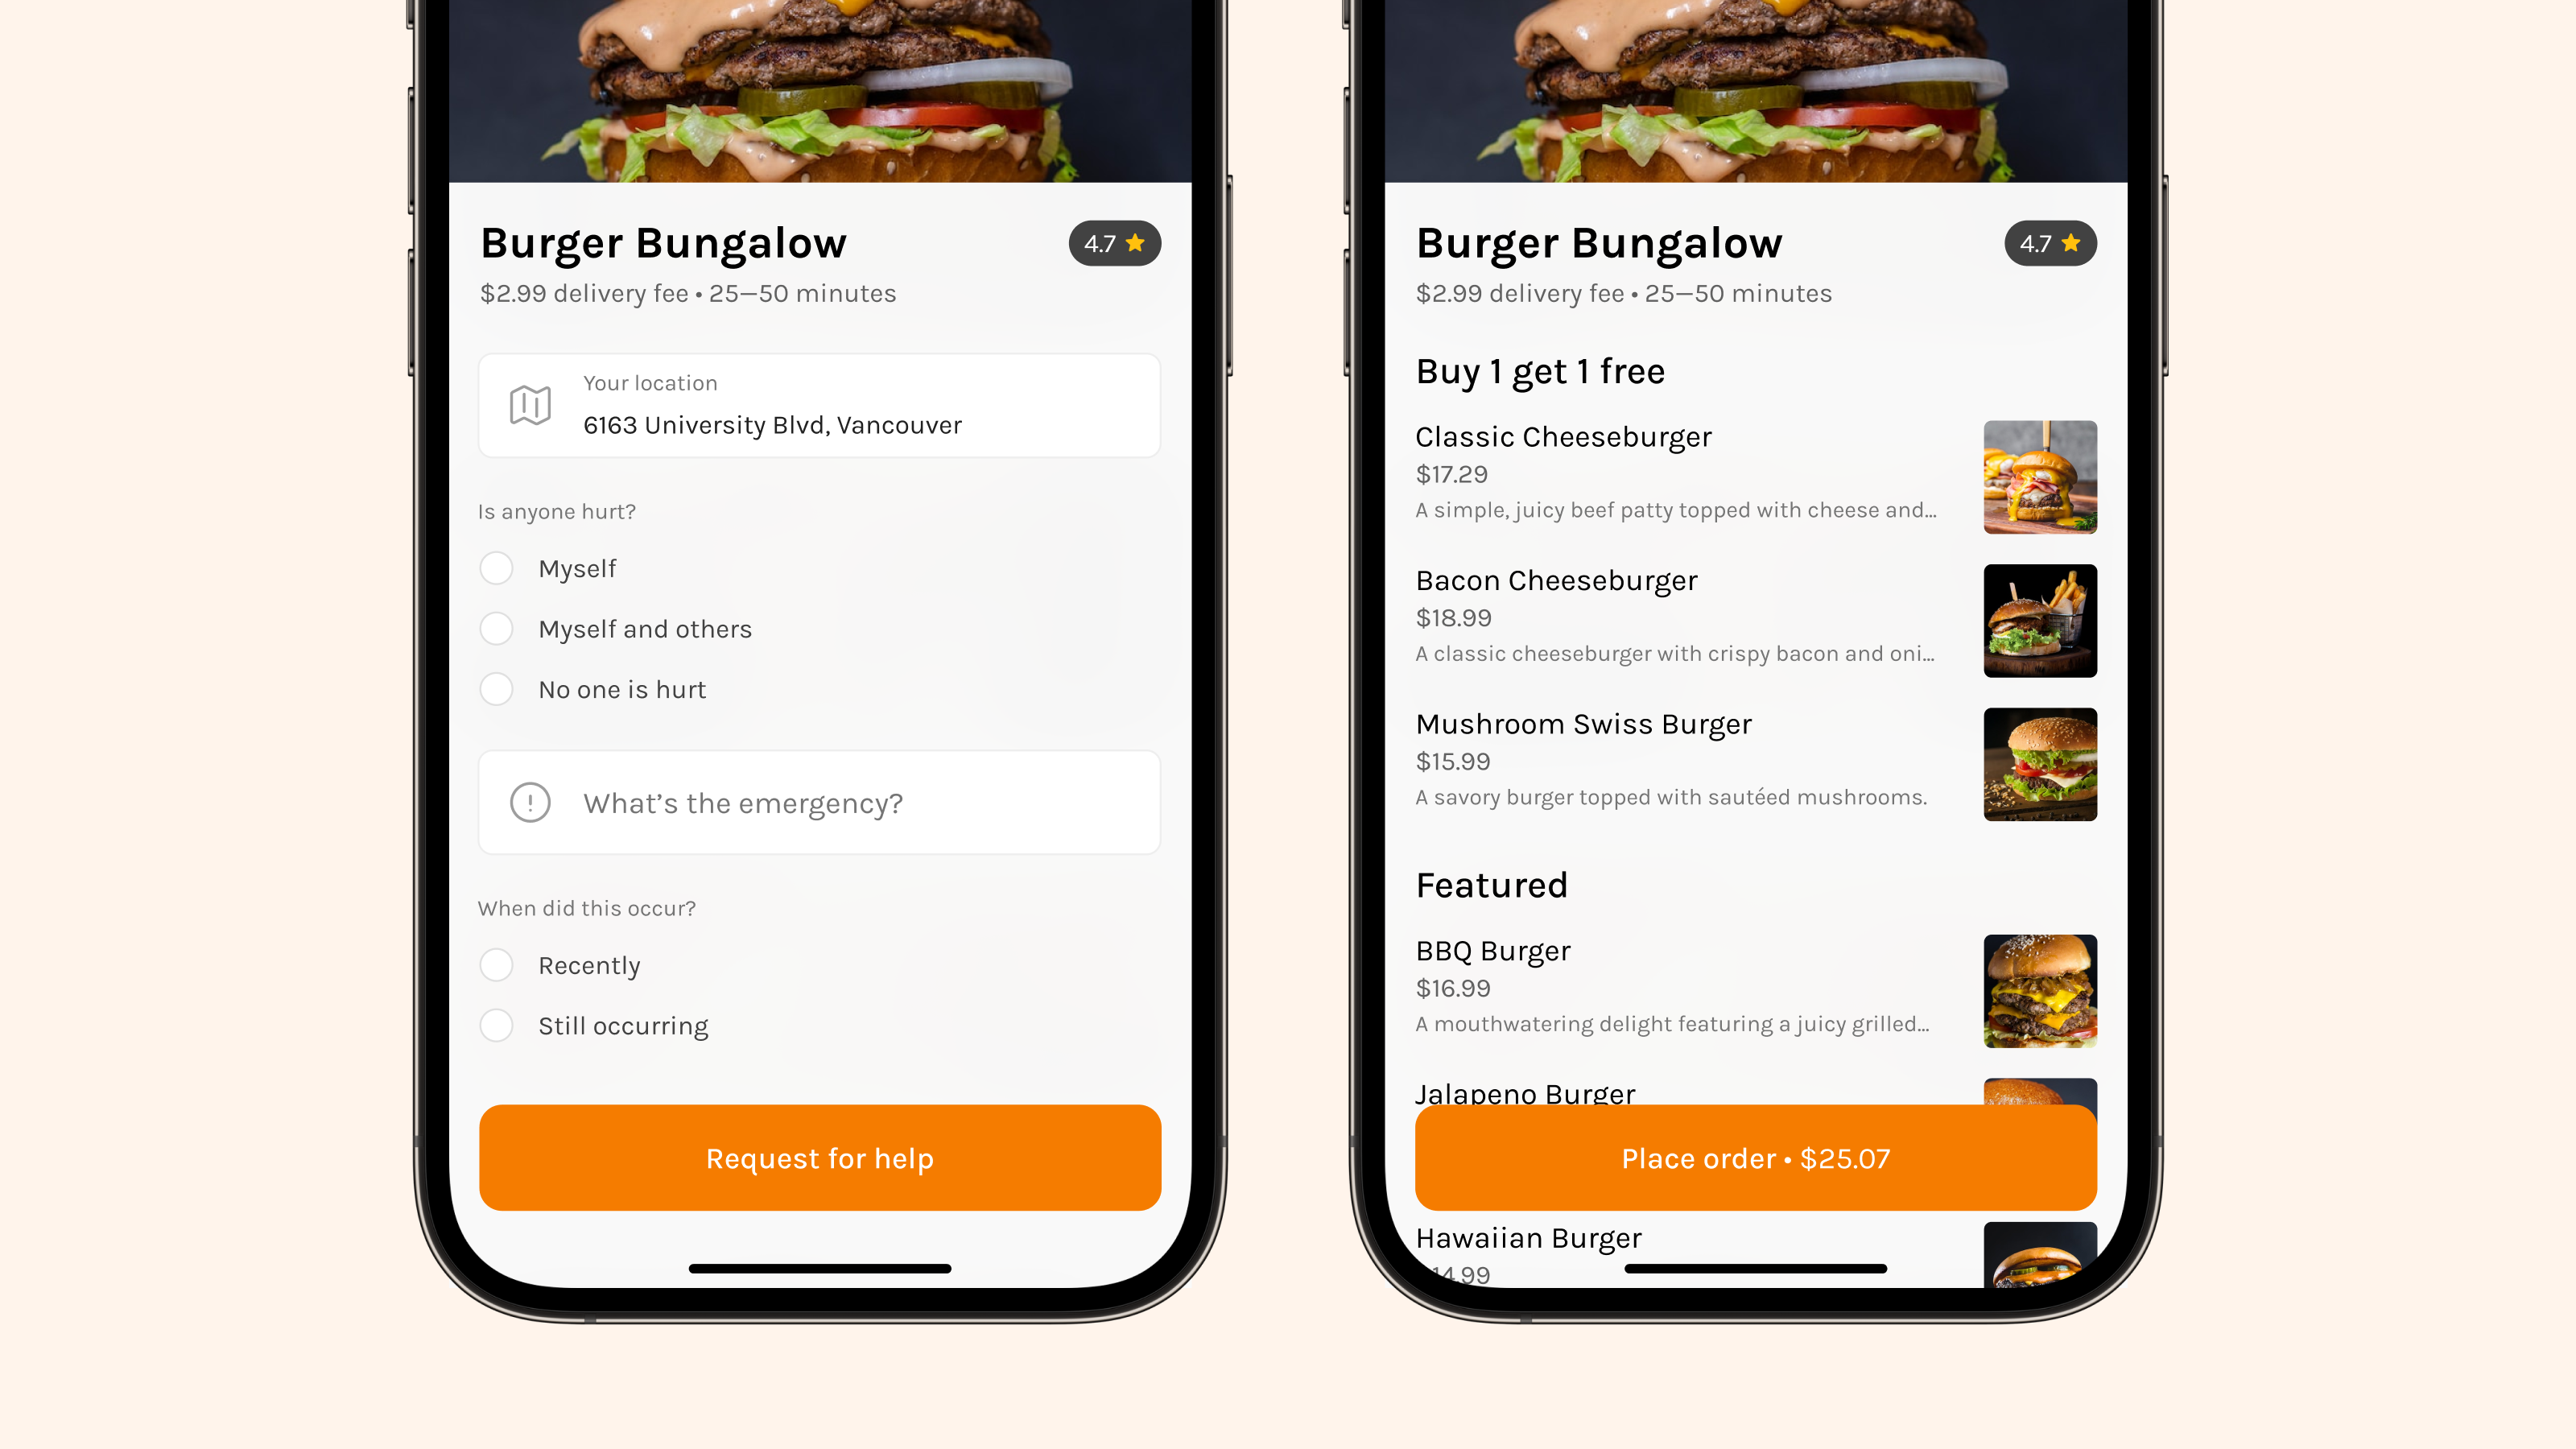 Burger Bungalow
4.7
$2.99 delivery fee • 25—50 minutes
Your location
6163 University Blvd, Vancouver
Is anyone hurt?
Myself
Myself and others
No one is hurt
What’s the emergency?
When did this occur?
Recently
Still occurring
Request for help
Burger Bungalow
4.7
$2.99 delivery fee • 25—50 minutes
Buy 1 get 1 free
Classic Cheeseburger
$17.29
A simple, juicy beef patty topped with cheese and...
Bacon Cheeseburger
$18.99
A classic cheeseburger with crispy bacon and oni...
Mushroom Swiss Burger
$15.99
A savory burger topped with sautéed mushrooms.
Featured
BBQ Burger
$16.99
A mouthwatering delight featuring a juicy grilled...
Jalapeno Burger
Place order • $25.07
Hawaiian Burger
14.99